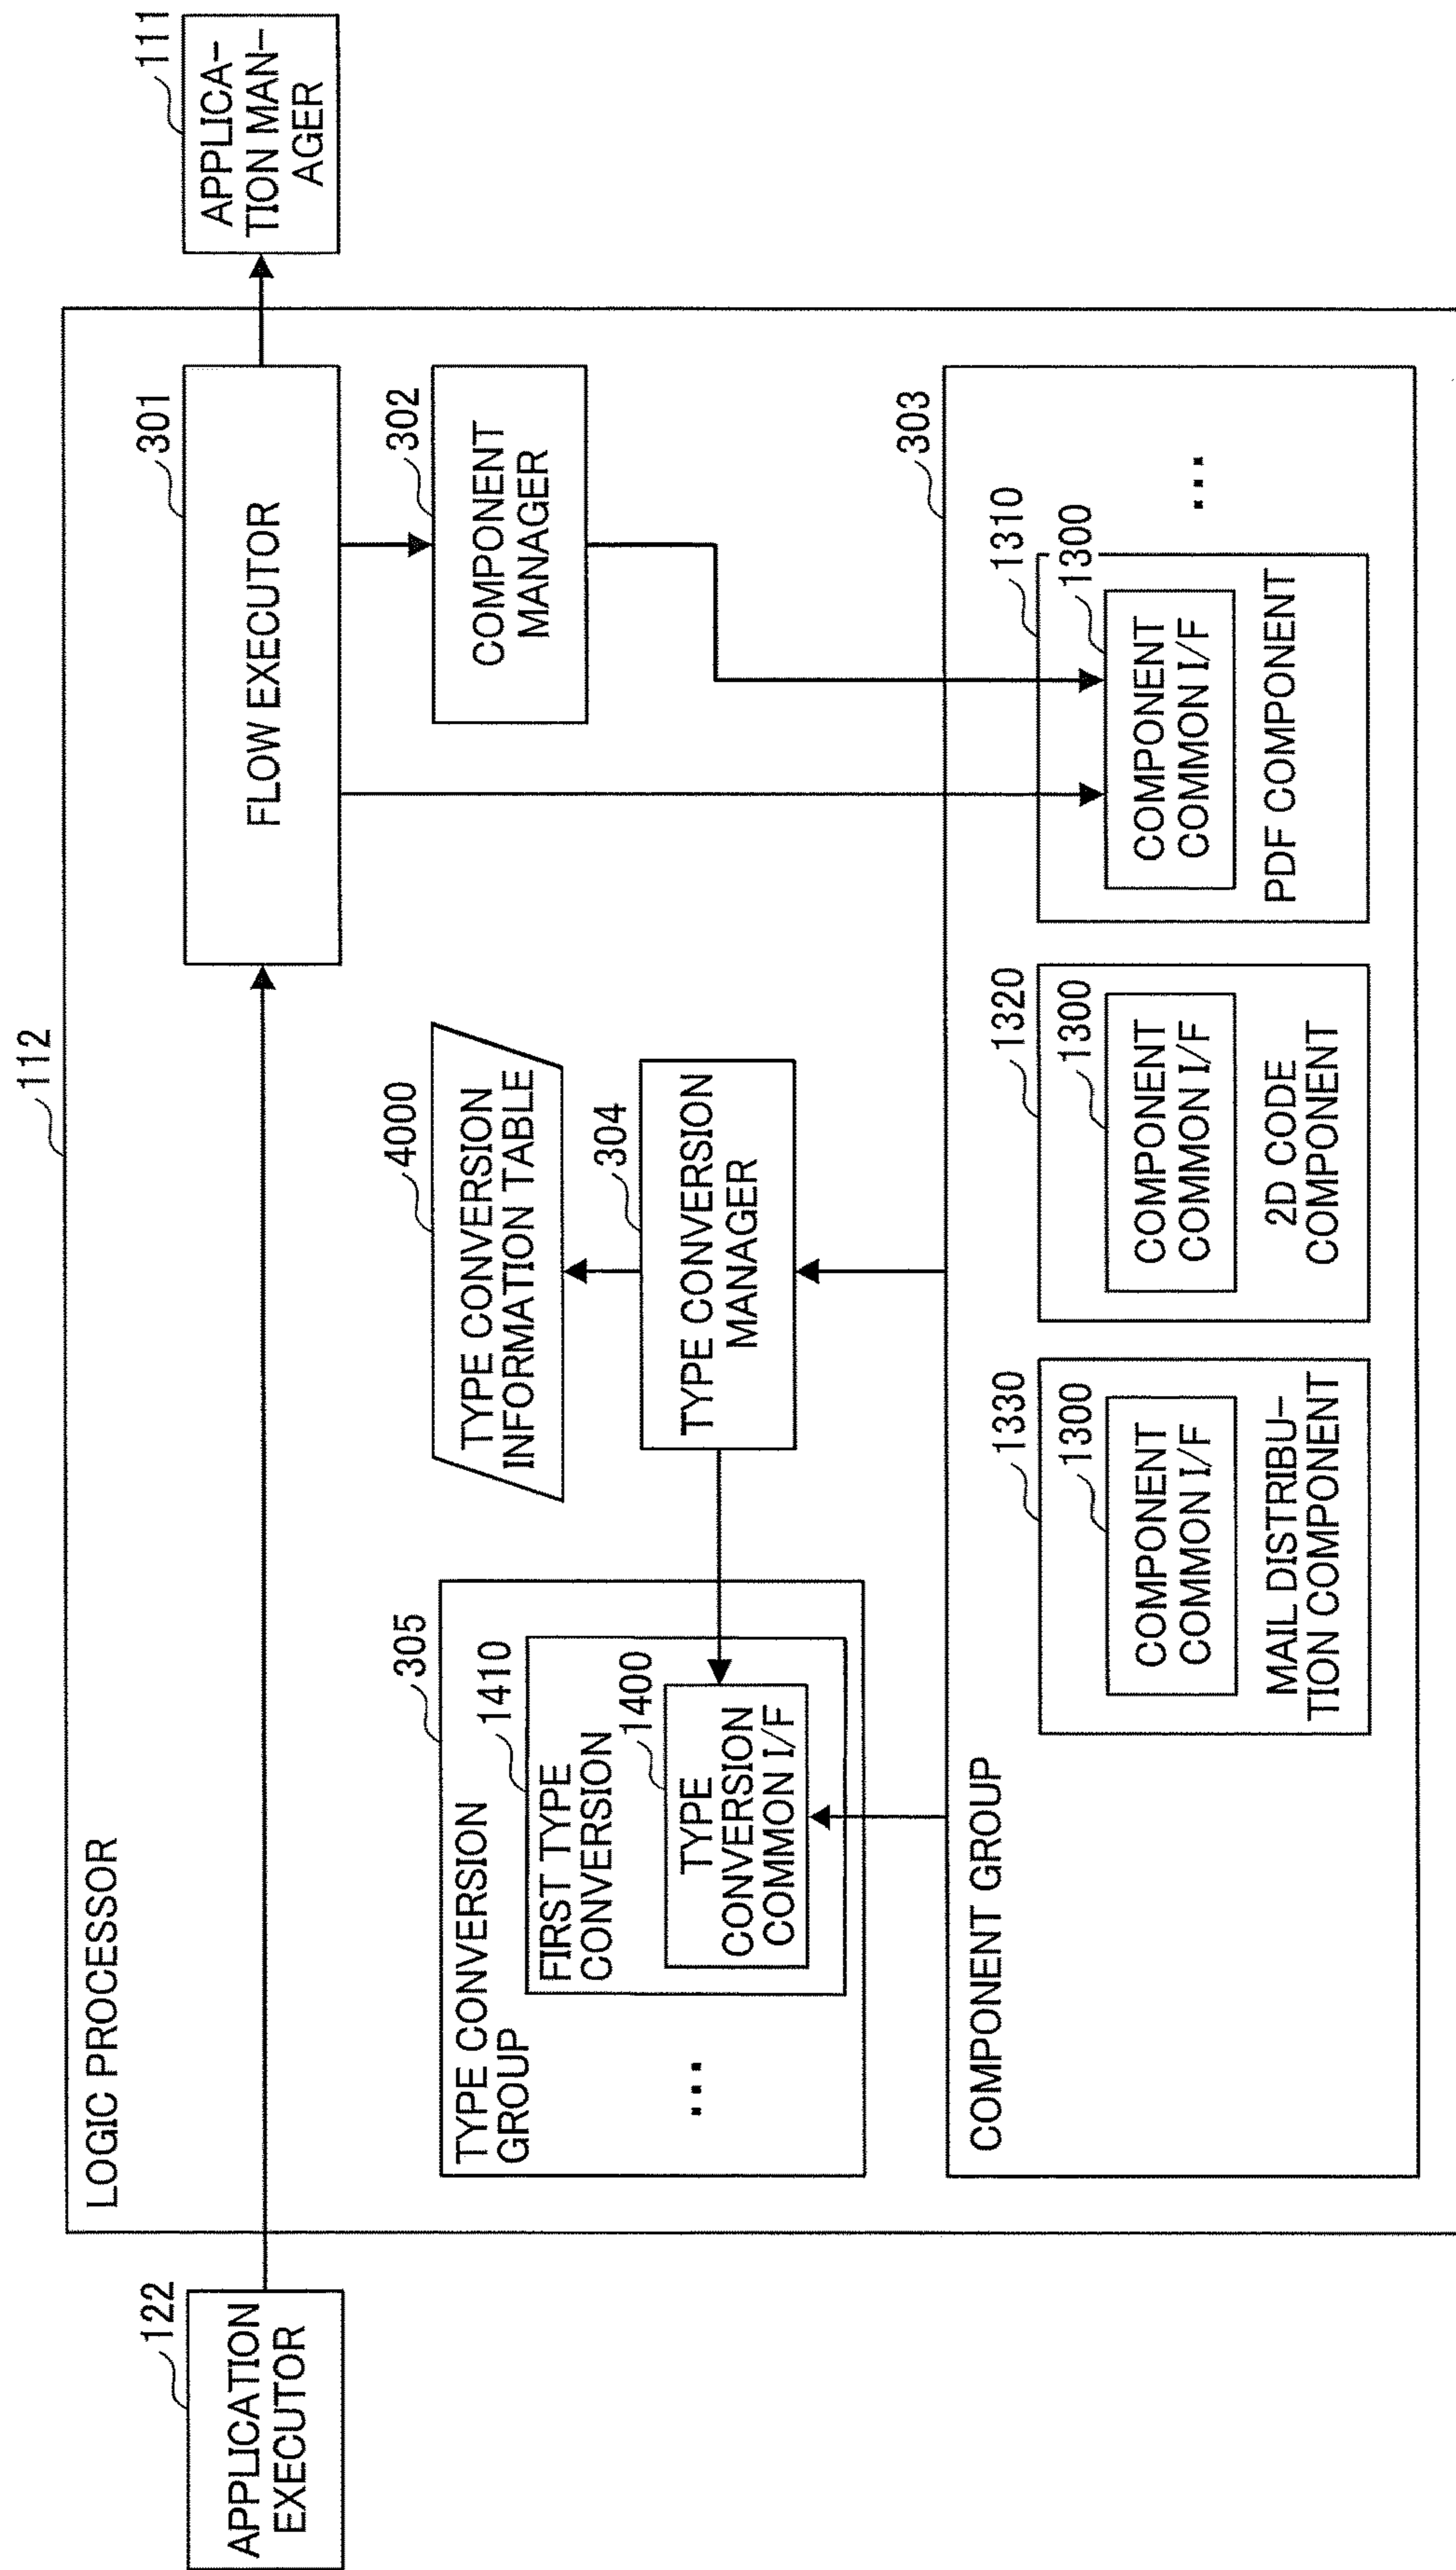 112
LOGIC PROCESSOR
122
APPLICATION
EXECUTOR
301
FLOW EXECUTOR
111
APPLICA-
TION MAN-
AGER
305
TYPE CONVERSION
GROUP
1410
FIRST TYPE
CONVERSION
1400
TYPE
CONVERSION
COMMON I/F
...
4000
TYPE CONVERSION
INFORMATION TABLE
304
TYPE CONVERSION
MANAGER
302
COMPONENT
MANAGER
303
COMPONENT GROUP
1330
1300
COMPONENT
COMMON I/F
MAIL DISTRIBU-
TION COMPONENT
1320
1300
COMPONENT
COMMON I/F
2D CODE
COMPONENT
1310
1300
COMPONENT
COMMON I/F
PDF COMPONENT
...